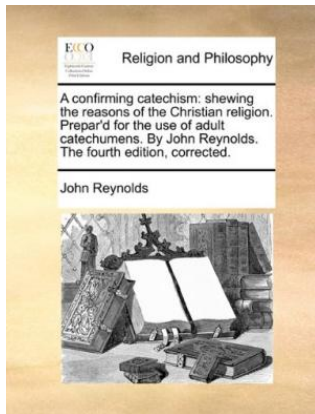 ECCO
Religion and Philosophy
A confirming catechism: shewing
the reasons of the Christian religion.
Prepar'd for the use of adult
catechumens. By John Reynolds.
The fourth edition, corrected.
John Reynolds